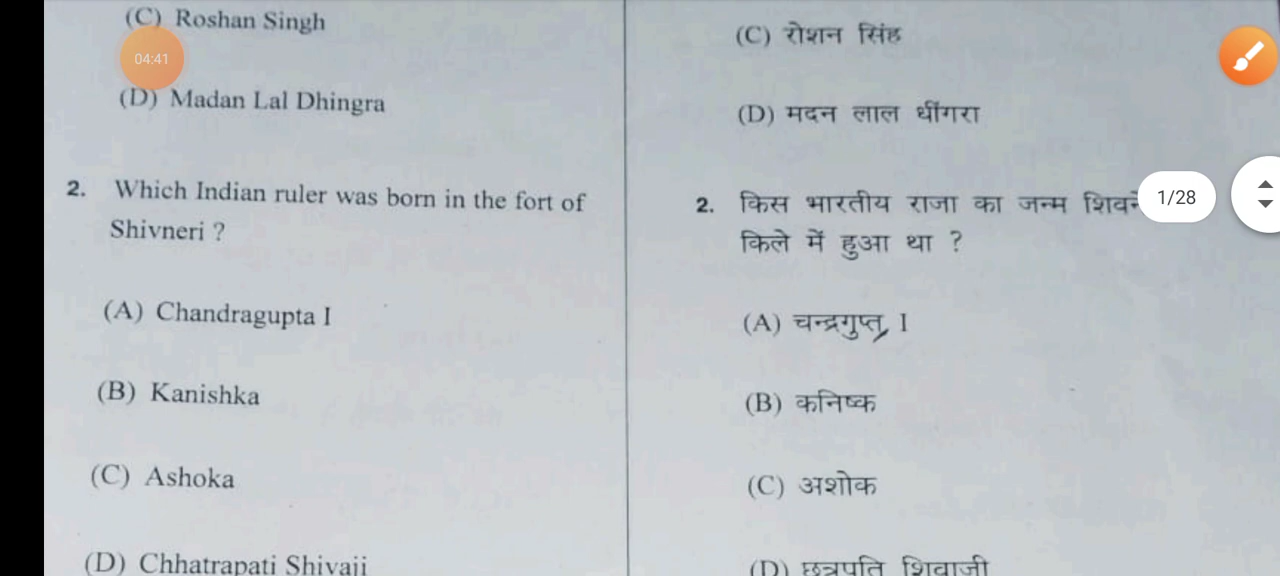 (C) Roshan Singh
04:41
(D) Madan Lal Dhingra
2. Which Indian ruler was born in the fort of
Shivneri ?
(A) Chandragupta I
(B) Kanishka
(C) Ashoka
(D) Chhatrapati Shivaji
(C) रोशन सिंह
(D) मदन लाल धींगरा
2. किस भारतीय राजा का जन्म
किले में हुआ था ?
(A) चन्द्रगुप्त I
(B) कनिष्क
(C) अशोक
(D) छत्रपति शिवाजी
1/28